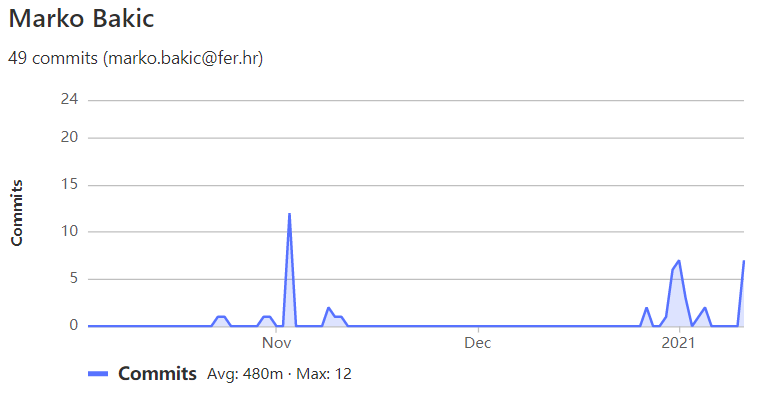 Marko Bakic
49 commits (marko.bakic@fer.hr)
24
20
15
10
5
0
Commits
Nov
Dec
2021
Commits Avg: 480m · Max: 12